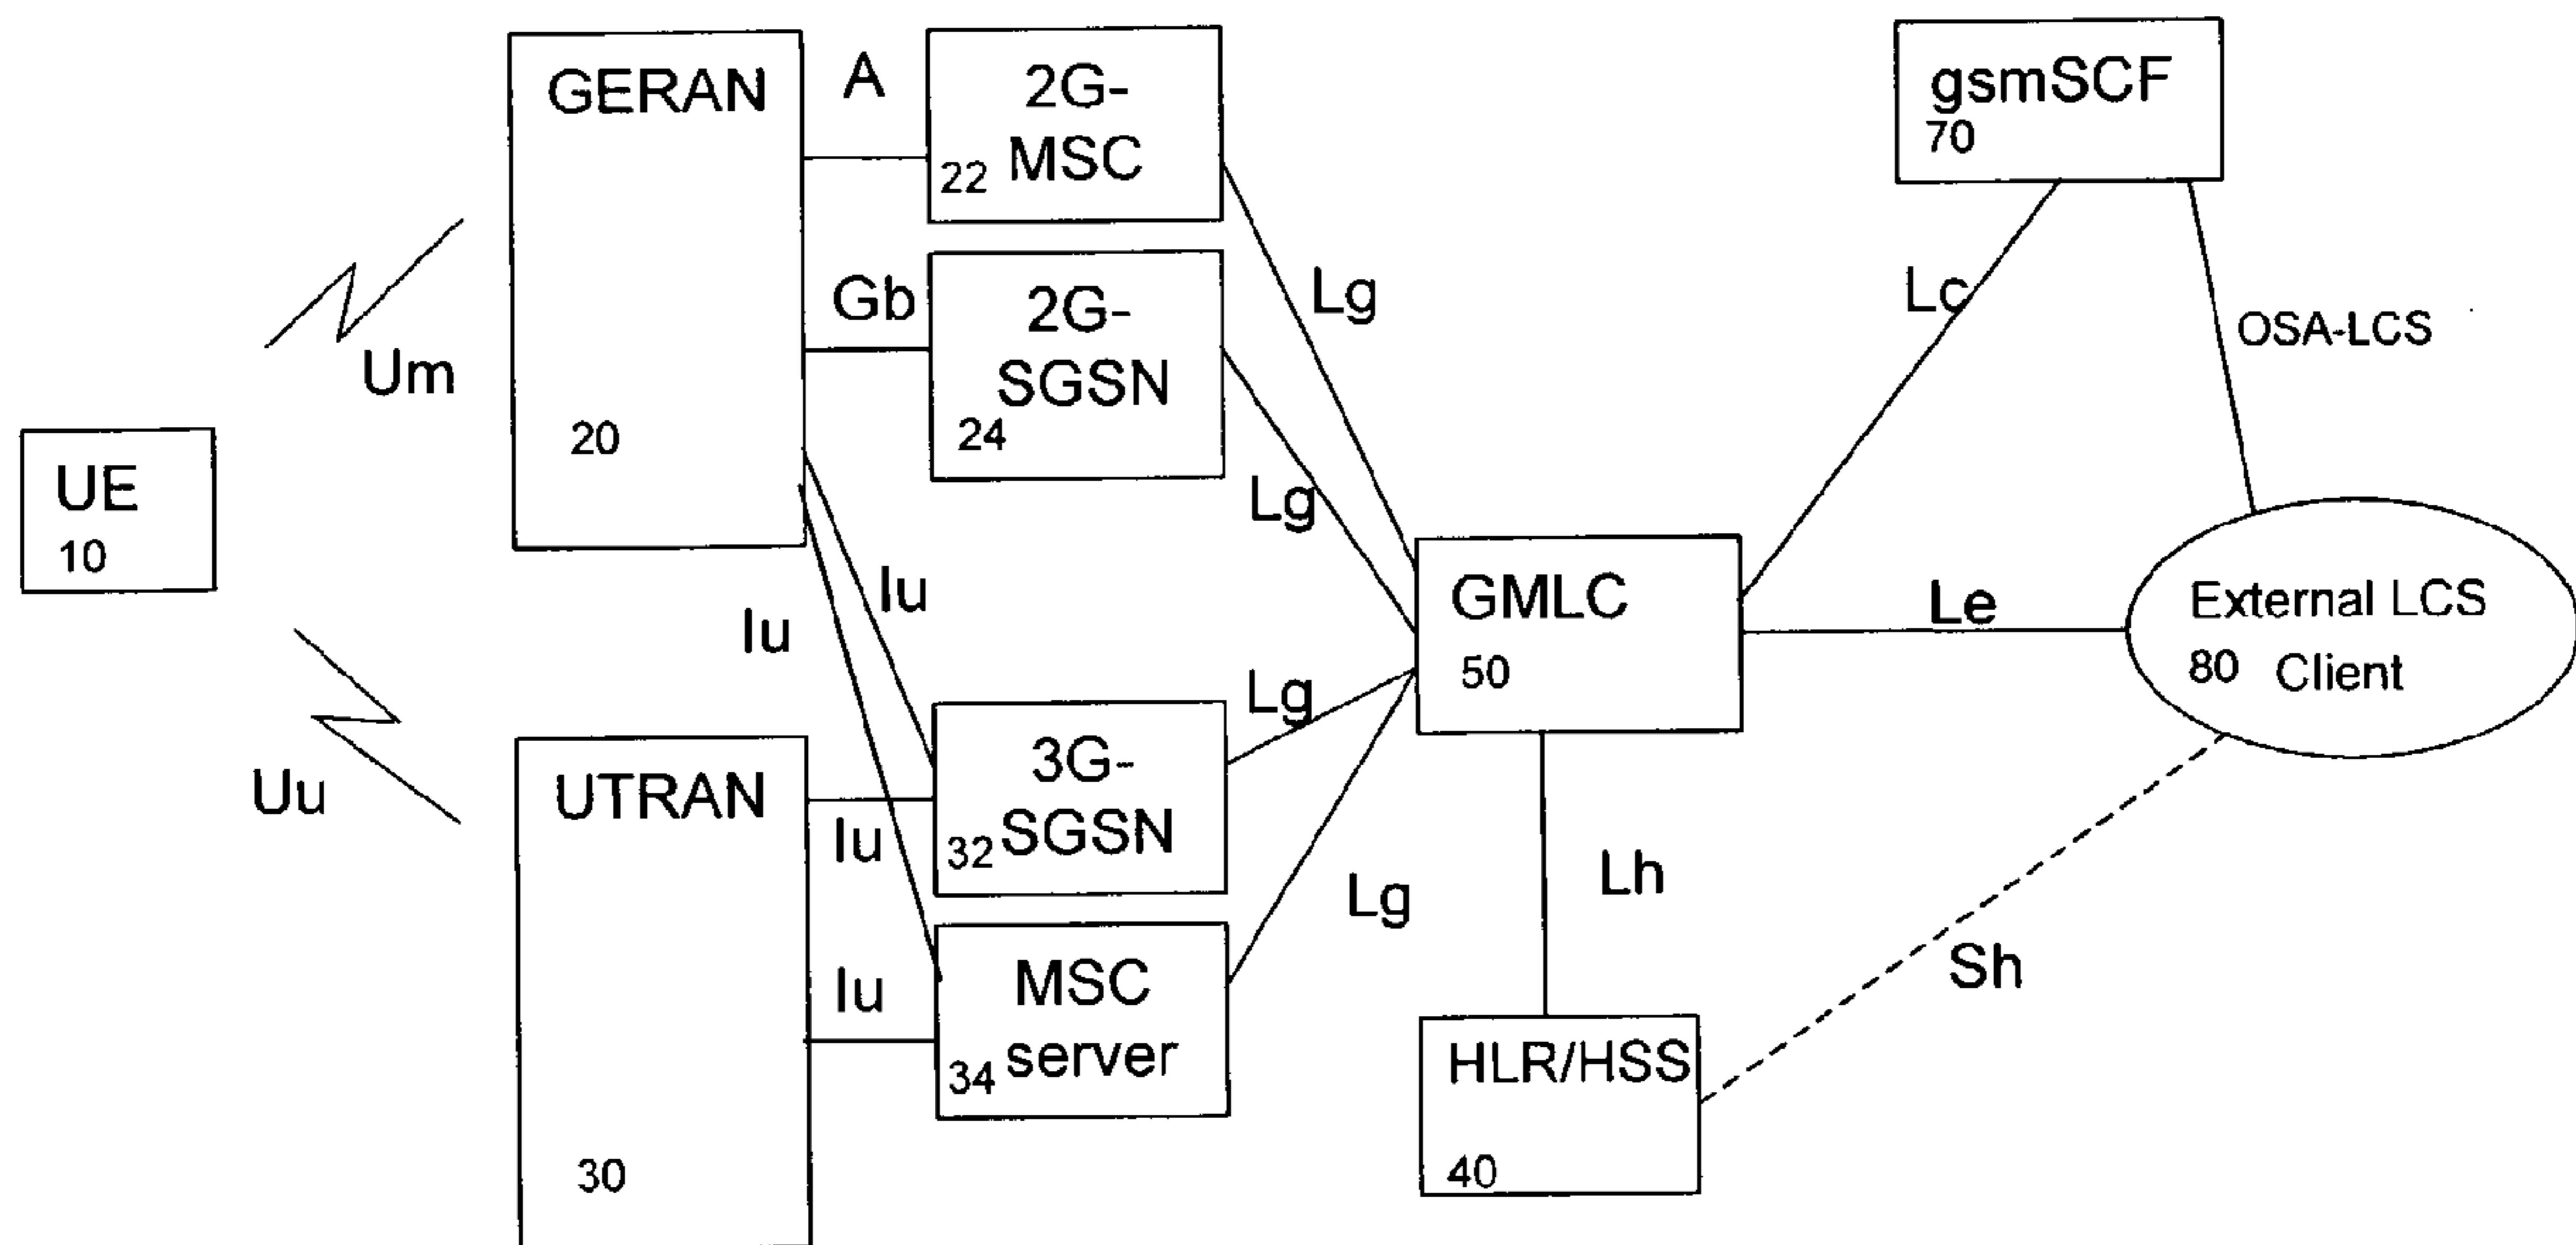 GERAN
20
A
2G-
MSC
22
gsmSCF
70
Gb
2G-
SGSN
24
Lg
Lc
OSA-LCS
Um
UE
10
Lg
Iu
Iu
GMLC
50
Le
External LCS
80 Client
Uu
UTRAN
30
Iu
3G-
32 SGSN
Lg
Iu
MSC
34 server
Lg
Lh
Sh
HLR/HSS
40